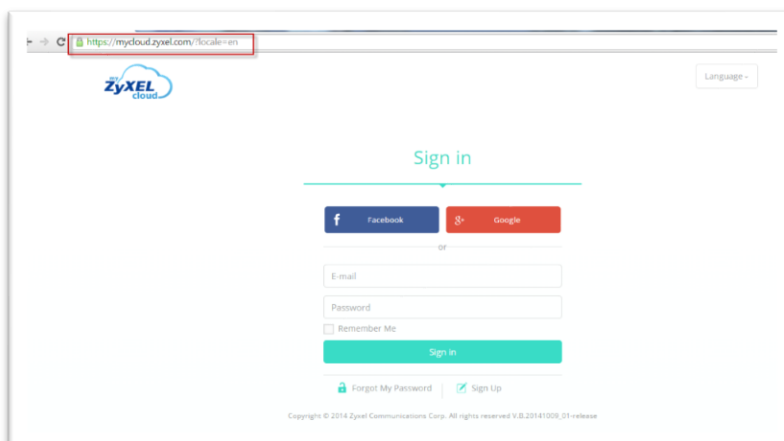 https://mycloud.zyxel.com/?locale=en
my
ZyXEL
cloud
Language
Sign in
f Facebook
g+ Google
or
E-mail
Password
Remember Me
Sign in
Forgot My Password
Sign Up
Copyright © 2014 Zyxel Communications Corp. All rights reserved V.B.20141009_01-release